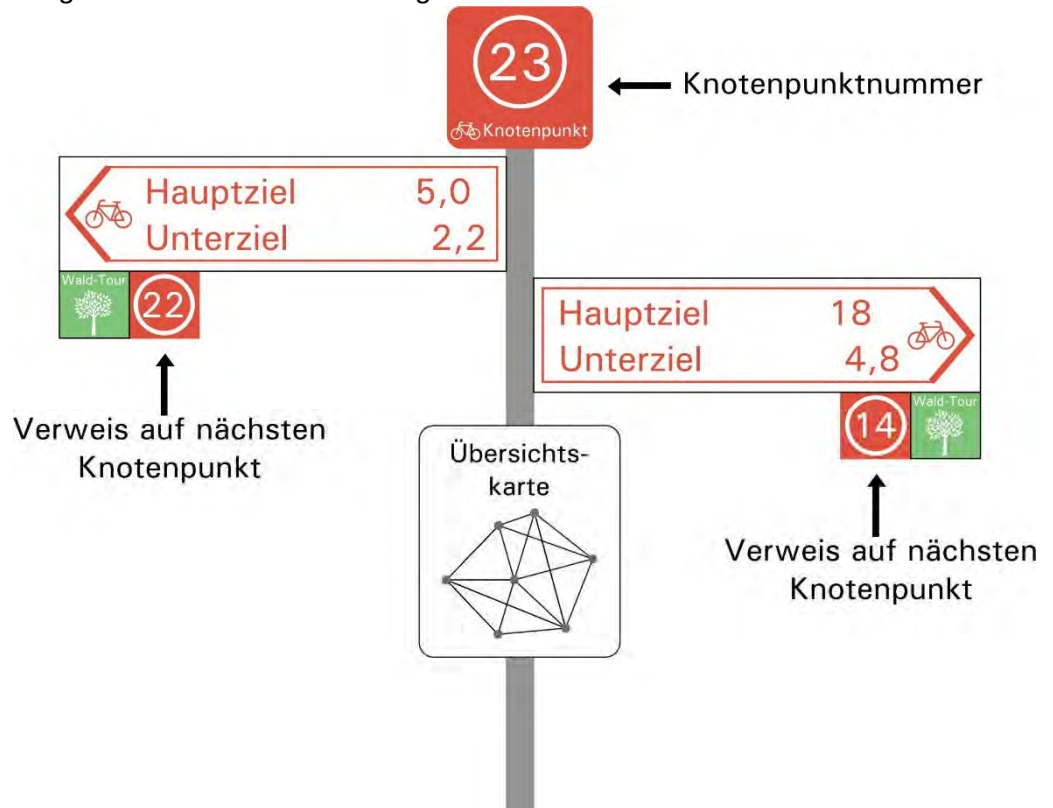 23
Knotenpunkt
Knotenpunktnummer
Hauptziel 5,0
Unterziel 2,2
Wald-Tour
22
Verweis auf nächsten
Knotenpunkt
Hauptziel 18
Unterziel 4,8
14
Wald-Tour
Verweis auf nächsten
Knotenpunkt
Übersichts-
karte